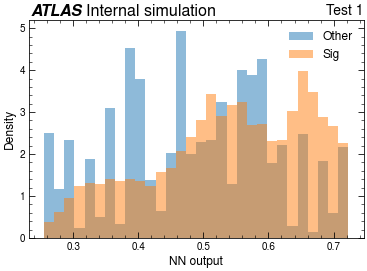 ATLAS Internal simulation Test 1
Other
Sig
Density
5
4
3
2
1
0
0.3 0.4 0.5 0.6 0.7
NN output